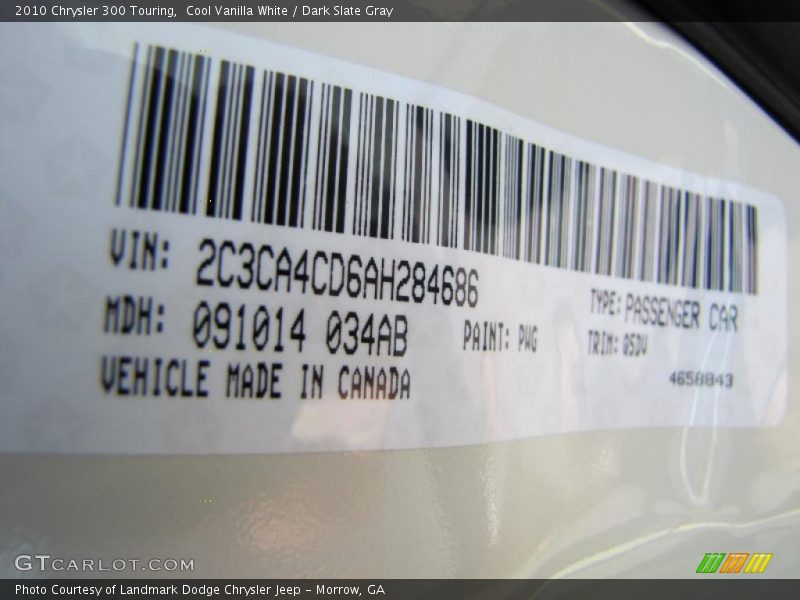 2010 Chrysler 300 Touring,  Cool Vanilla White / Dark Slate Gray
VIN: 2C3CA4CD6AH284686
TYPE: PASSENGER CAR
MDH: 091014 034AB
PAINT: PWG
TRIM: QSDV
VEHICLE MADE IN CANADA
4658843
GTCARLOT.COM
Photo Courtesy of Landmark Dodge Chrysler Jeep – Morrow, GA